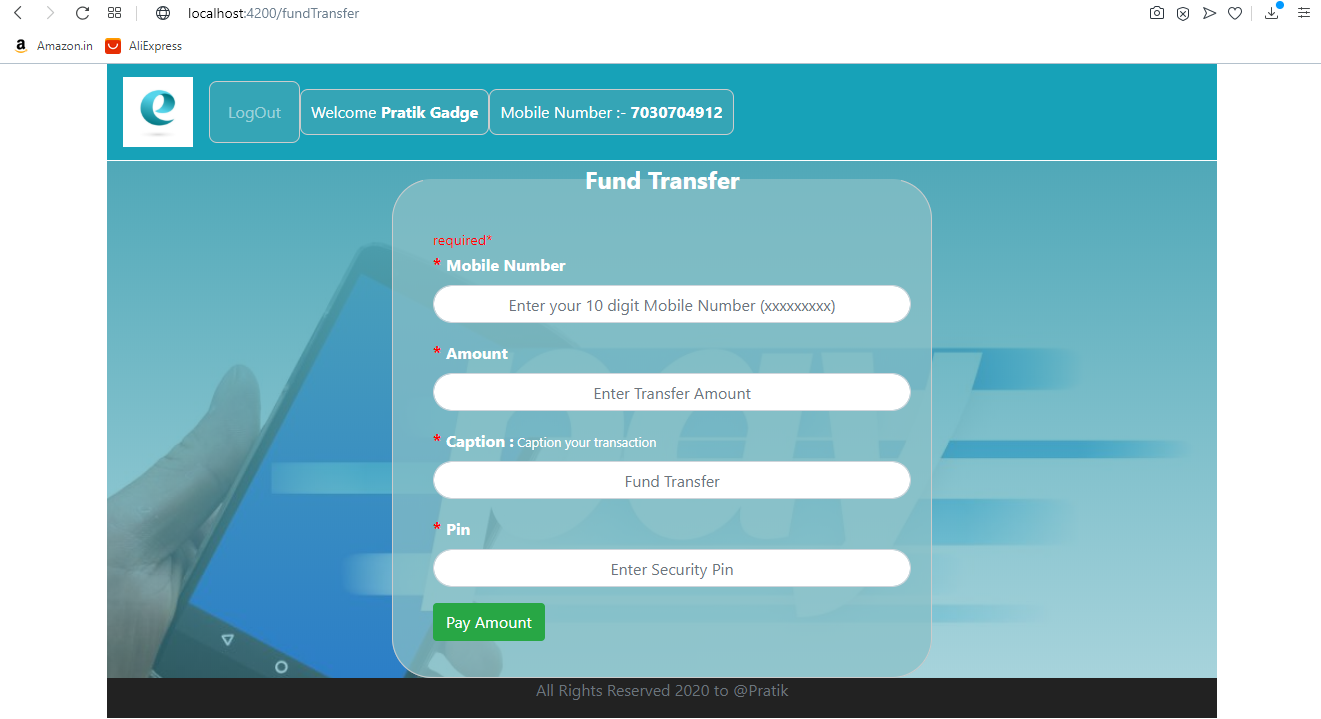 localhost:4200/fundTransfer
a Amazon.in AliExpress
e LogOut Welcome Pratik Gadge Mobile Number :- 7030704912
Fund Transfer
required*
* Mobile Number
Enter your 10 digit Mobile Number (xxxxxxxxx)
* Amount
Enter Transfer Amount
pay
* Caption : Caption your transaction
Fund Transfer
* Pin
Enter Security Pin
Pay Amount
All Rights Reserved 2020 to @Pratik